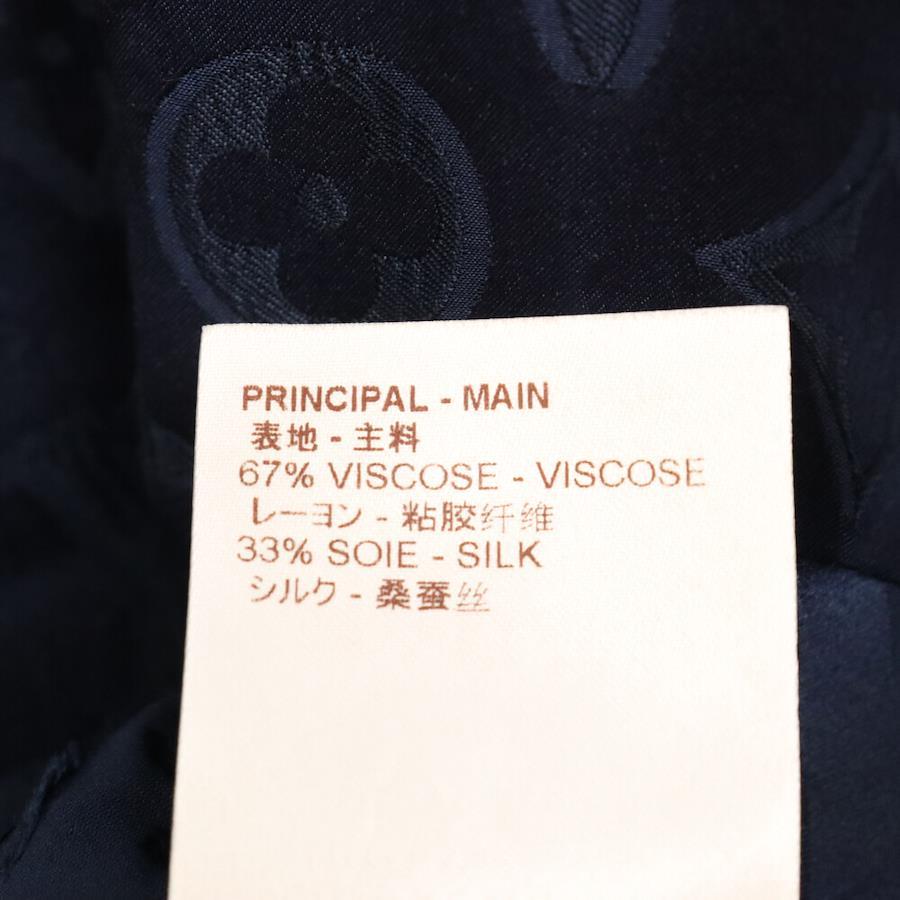 PRINCIPAL - MAIN
表地 - 主料
67% VISCOSE - VISCOSE
レーヨン - 粘胶纤维
33% SOIE - SILK
シルク - 桑蚕丝